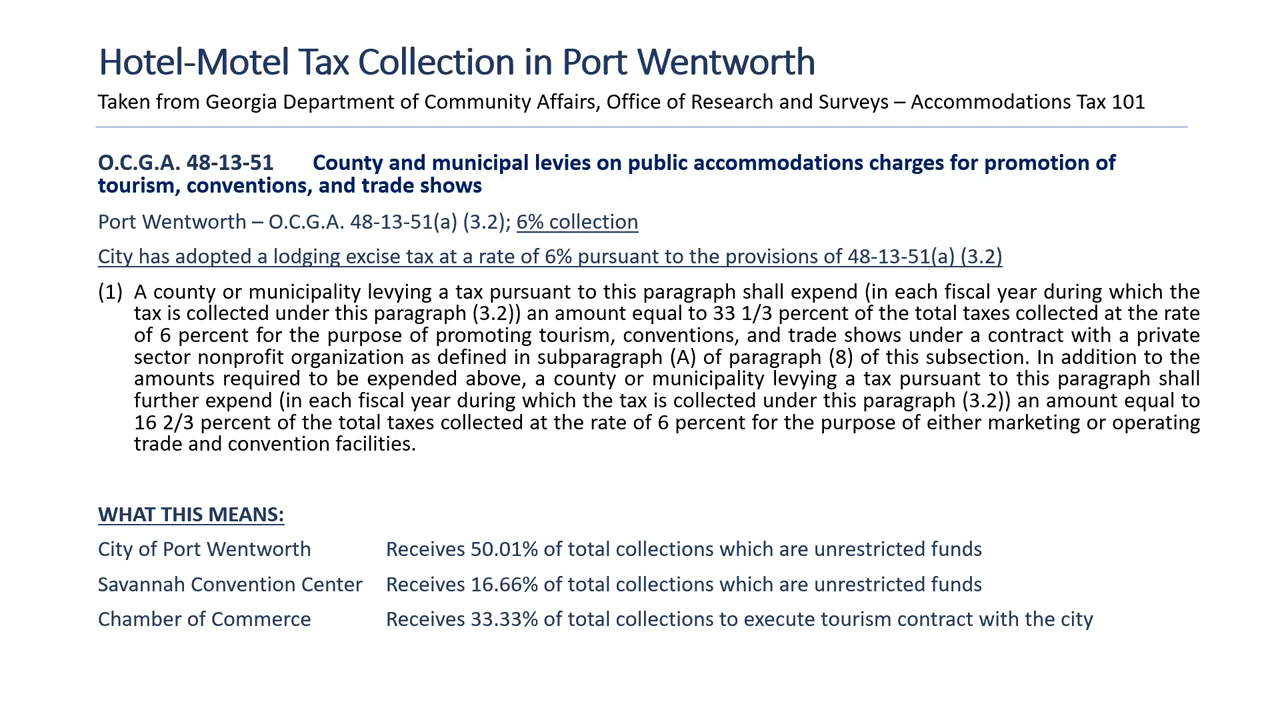 Hotel-Motel Tax Collection in Port Wentworth
Taken from Georgia Department of Community Affairs, Office of Research and Surveys – Accommodations Tax 101
O.C.G.A. 48-13-51 County and municipal levies on public accommodations charges for promotion of
tourism, conventions, and trade shows
Port Wentworth – O.C.G.A. 48-13-51(a) (3.2); 6% collection
City has adopted a lodging excise tax at a rate of 6% pursuant to the provisions of 48-13-51(a) (3.2)
(1) A county or municipality levying a tax pursuant to this paragraph shall expend (in each fiscal year during which the
tax is collected under this paragraph (3.2)) an amount equal to 33 1/3 percent of the total taxes collected at the rate
of 6 percent for the purpose of promoting tourism, conventions, and trade shows under a contract with a private
sector nonprofit organization as defined in subparagraph (A) of paragraph (8) of this subsection. In addition to the
amounts required to be expended above, a county or municipality levying a tax pursuant to this paragraph shall
further expend (in each fiscal year during which the tax is collected under this paragraph (3.2)) an amount equal to
16 2/3 percent of the total taxes collected at the rate of 6 percent for the purpose of either marketing or operating
trade and convention facilities.
WHAT THIS MEANS:
City of Port Wentworth Receives 50.01% of total collections which are unrestricted funds
Savannah Convention Center Receives 16.66% of total collections which are unrestricted funds
Chamber of Commerce Receives 33.33% of total collections to execute tourism contract with the city